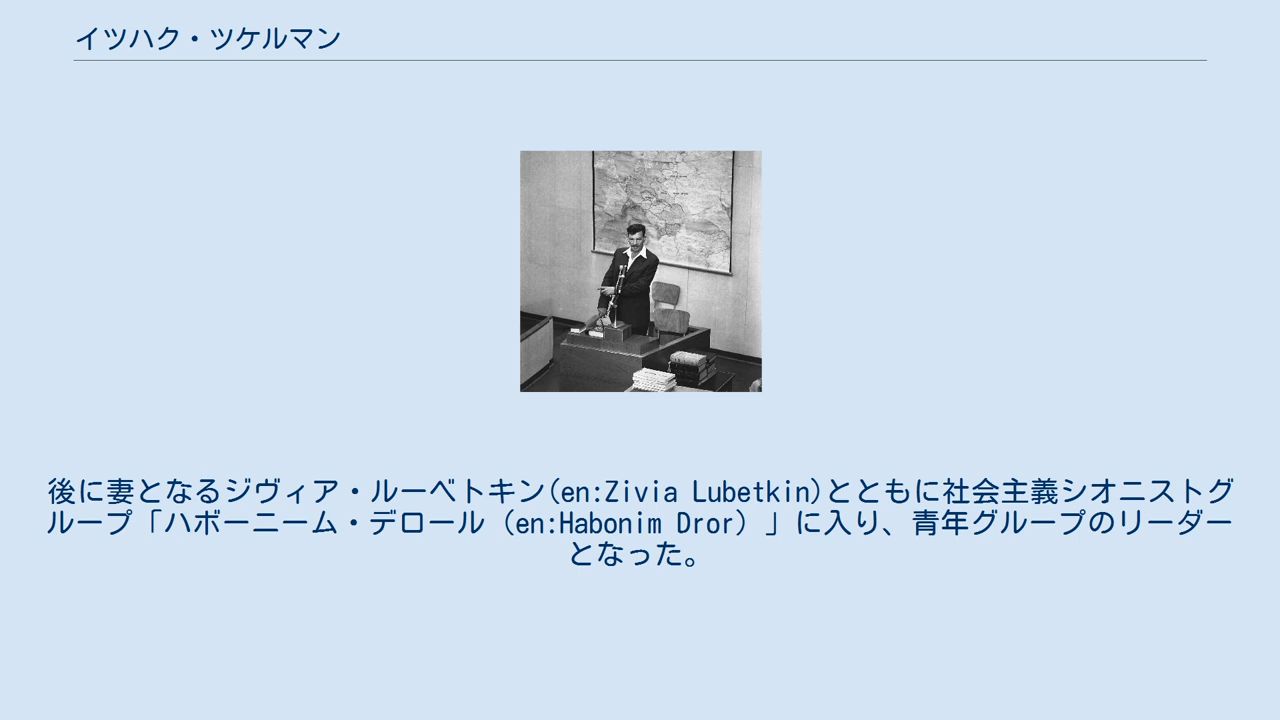 イツハク・ツケルマン
後に妻となるジヴィア・ルーベトキン(en:Zivia Lubetkin)とともに社会主義シオニストグ
ループ「ハボーニーム・デロール（en:Habonim Dror）」に入り、青年グループのリーダー
となった。